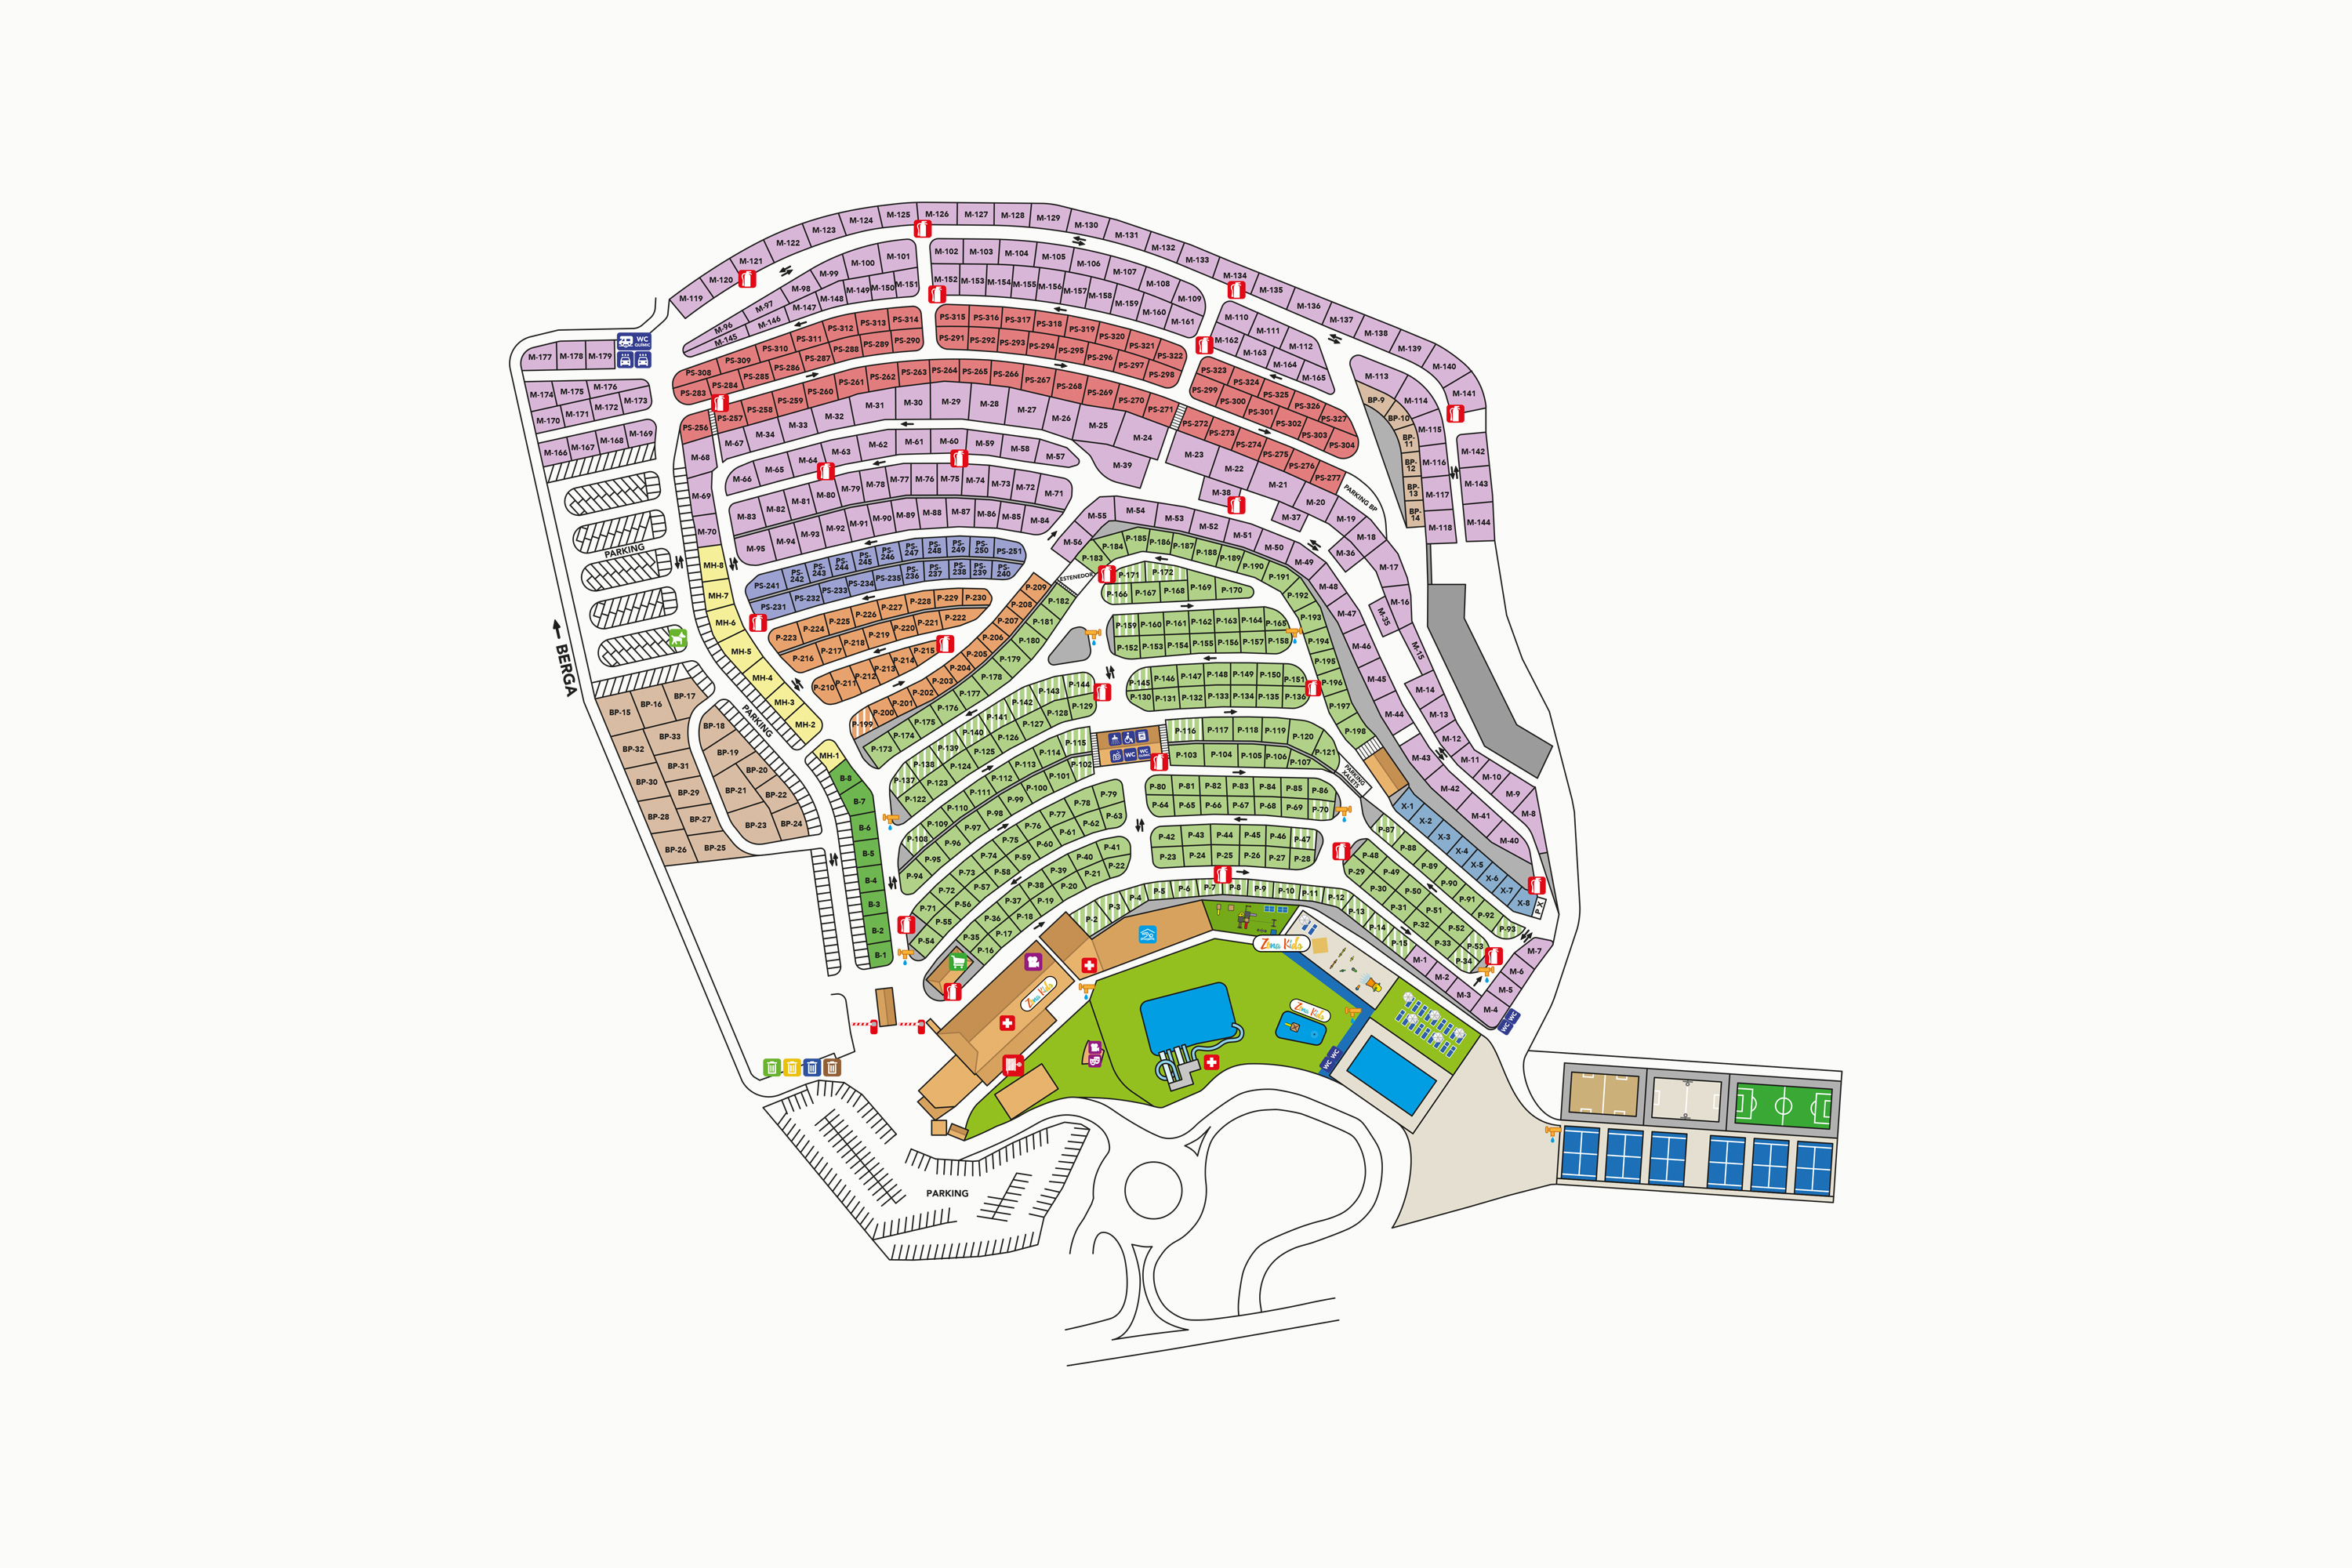 M-125 M-126 M-127 M-128 M-129
M-124 M-130
M-123 M-131
M-122 M-132
M-121 M-133
M-120 M-134
M-119 M-135
M-136
M-137
M-138
M-139
M-140
M-141
M-101 M-102 M-103 M-104 M-105 M-106 M-107 M-108 M-109
M-96 M-97 M-98 M-99 M-100
M-145 M-146 M-147 M-148 M-149 M-150 M-151 M-152 M-153 M-154 M-155 M-156 M-157 M-158 M-159 M-160 M-161
M-110 M-111 M-112
M-162 M-163 M-164 M-165
PS-308 PS-309 PS-310 PS-311 PS-312 PS-313 PS-314 PS-315 PS-316 PS-317 PS-318 PS-319 PS-320 PS-321 PS-322
PS-283 PS-284 PS-285 PS-286 PS-287 PS-288 PS-289 PS-290 PS-291 PS-292 PS-293 PS-294 PS-295 PS-296 PS-297 PS-298
PS-323 PS-324 PS-325 PS-326 PS-327
PS-299 PS-300 PS-301 PS-302 PS-303 PS-304
WC
QUÍMIC
M-177 M-178 M-179
M-174 M-175 M-176
M-170 M-171 M-172 M-173
M-166 M-167 M-168 M-169
PS-256 PS-257 PS-258 PS-259 PS-260 PS-261 PS-262 PS-263 PS-264 PS-265 PS-266 PS-267 PS-268 PS-269 PS-270 PS-271 PS-272 PS-273 PS-274 PS-275 PS-276 PS-277
M-67 M-34 M-33 M-32 M-31 M-30 M-29 M-28 M-27 M-26 M-25 M-24 M-23 M-22 M-21 M-20 M-19 M-18 M-17 M-16 M-15 M-14 M-13 M-12 M-11 M-10 M-9 M-8
M-39 M-38 M-37 M-36 M-35
PARKING BP
M-113 M-114 M-115 M-116 M-117 M-118
BP-9 BP-10 BP-11 BP-12 BP-13 BP-14
M-142
M-143
M-144
M-68
M-69
M-70
M-66 M-65 M-64 M-63 M-62 M-61 M-60 M-59 M-58 M-57
M-83 M-82 M-81 M-80 M-79 M-78 M-77 M-76 M-75 M-74 M-73 M-72 M-71
M-95 M-94 M-93 M-92 M-91 M-90 M-89 M-88 M-87 M-86 M-85 M-84
M-56 M-55 M-54 M-53 M-52 M-51 M-50 M-49 M-48 M-47 M-46 M-45 M-44 M-43 M-42 M-41 M-40
PS-241 PS-242 PS-243 PS-244 PS-245 PS-246 PS-247 PS-248 PS-249 PS-250 PS-251
PS-231 PS-232 PS-233 PS-234 PS-235 PS-236 PS-237 PS-238 PS-239 PS-240
P-223 P-224 P-225 P-226 P-227 P-228 P-229 P-230
P-216 P-217 P-218 P-219 P-220 P-221 P-222
P-210 P-211 P-212 P-213 P-214 P-215
P-199 P-200 P-201 P-202 P-203 P-204 P-205 P-206 P-207 P-208 P-209
P-173 P-174 P-175 P-176 P-177 P-178 P-179 P-180 P-181 P-182
ESTENEDOR
P-183 P-184 P-185 P-186 P-187 P-188 P-189 P-190 P-191 P-192 P-193 P-194 P-195 P-196 P-197 P-198
P-171 P-172
P-166 P-167 P-168 P-169 P-170
P-159 P-160 P-161 P-162 P-163 P-164 P-165
P-152 P-153 P-154 P-155 P-156 P-157 P-158
P-145 P-146 P-147 P-148 P-149 P-150 P-151
P-130 P-131 P-132 P-133 P-134 P-135 P-136
P-116 P-117 P-118 P-119 P-120 P-121
P-103 P-104 P-105 P-106 P-107
WC WC
PARKING
XALETS
P-80 P-81 P-82 P-83 P-84 P-85 P-86
P-64 P-65 P-66 P-67 P-68 P-69 P-70
P-42 P-43 P-44 P-45 P-46 P-47
P-23 P-24 P-25 P-26 P-27 P-28
P-137 P-138 P-139 P-140 P-141 P-142 P-143 P-144
P-122 P-123 P-124 P-125 P-126 P-127 P-128 P-129
P-108 P-109 P-110 P-111 P-112 P-113 P-114 P-115
P-94 P-95 P-96 P-97 P-98 P-99 P-100 P-101 P-102
P-71 P-72 P-73 P-74 P-75 P-76 P-77 P-78 P-79
P-54 P-55 P-56 P-57 P-58 P-59 P-60 P-61 P-62 P-63
P-35 P-36 P-37 P-38 P-39 P-40 P-41
P-16 P-17 P-18 P-19 P-20 P-21 P-22
P-2 P-3 P-4 P-5 P-6 P-7 P-8 P-9 P-10 P-11 P-12 P-13 P-14 P-15
M-1 M-2 M-3 M-4 M-5 M-6 M-7
P-87 P-88 P-89 P-90 P-91 P-92 P-93
P-48 P-49 P-50 P-51 P-52 P-53
P-29 P-30 P-31 P-32 P-33 P-34
X-1 X-2 X-3 X-4 X-5 X-6 X-7 X-8
P.X
WC WC
MH-8
MH-7
MH-6
MH-5
MH-4
MH-3
MH-2
MH-1
B-8
B-7
B-6
B-5
B-4
B-3
B-2
B-1
PARKING
BERGA
PARKING
BP-15 BP-16 BP-17
BP-32 BP-33 BP-18
BP-30 BP-31 BP-19
BP-28 BP-29 BP-20
BP-26 BP-27 BP-21 BP-22
BP-25 BP-23 BP-24
Zona Kids
Zona Kids
Zona Kids
WC WC
PARKING